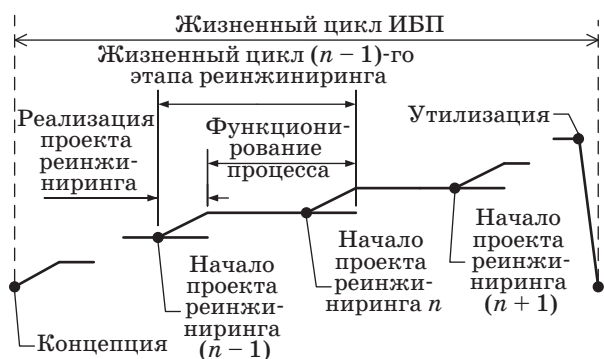 Жизненный цикл ИБП
Жизненный цикл (n − 1)-го
этапа реинжиниринга
Реализация
проекта
реинжи-
ниринга
Функциони-
рование
процесса
Утилизация
Начало
проекта
реинжи-
ниринга
(n − 1)
Начало
проекта
реинжи-
ниринга n
Начало
проекта
реинжи-
ниринга
(n + 1)
Концепция